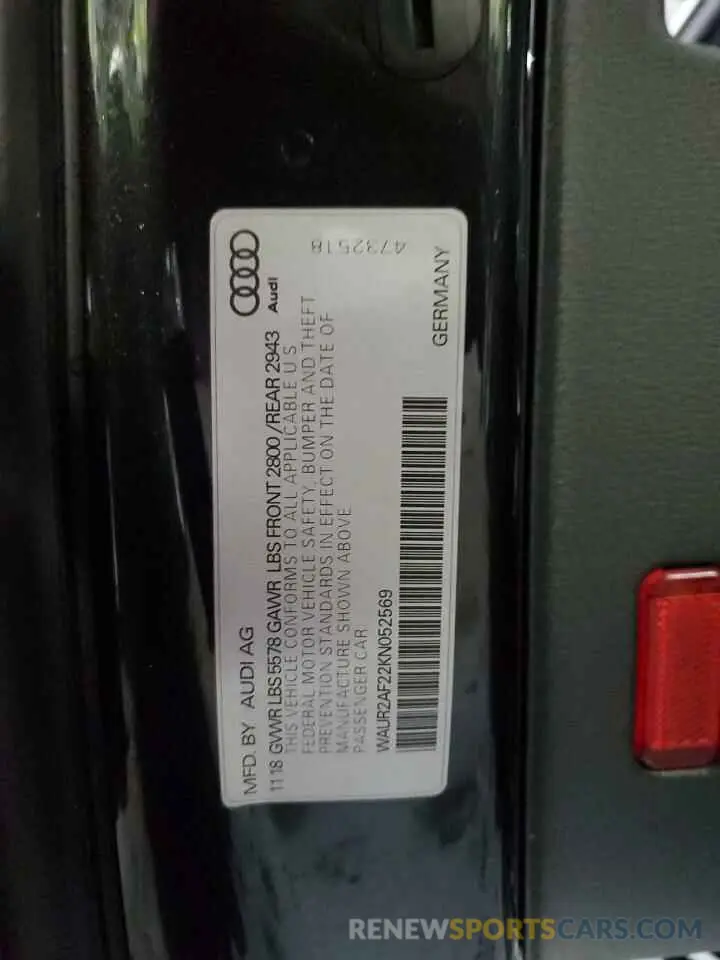 MFD. BY AUDI AG
11 18 GVWR LBS 5578 GAWR LBS FRONT 2800 / REAR 2943
THIS VEHICLE CONFORMS TO ALL APPLICABLE U S
FEDERAL MOTOR VEHICLE SAFETY, BUMPER AND THEFT
PREVENTION STANDARDS IN EFFECT ON THE DATE OF
MANUFACTURE SHOWN ABOVE
PASSENGER CAR
WAUR2AF22KN052569
Audi
4732518
GERMANY
RENEWSPORTSCARS.COM